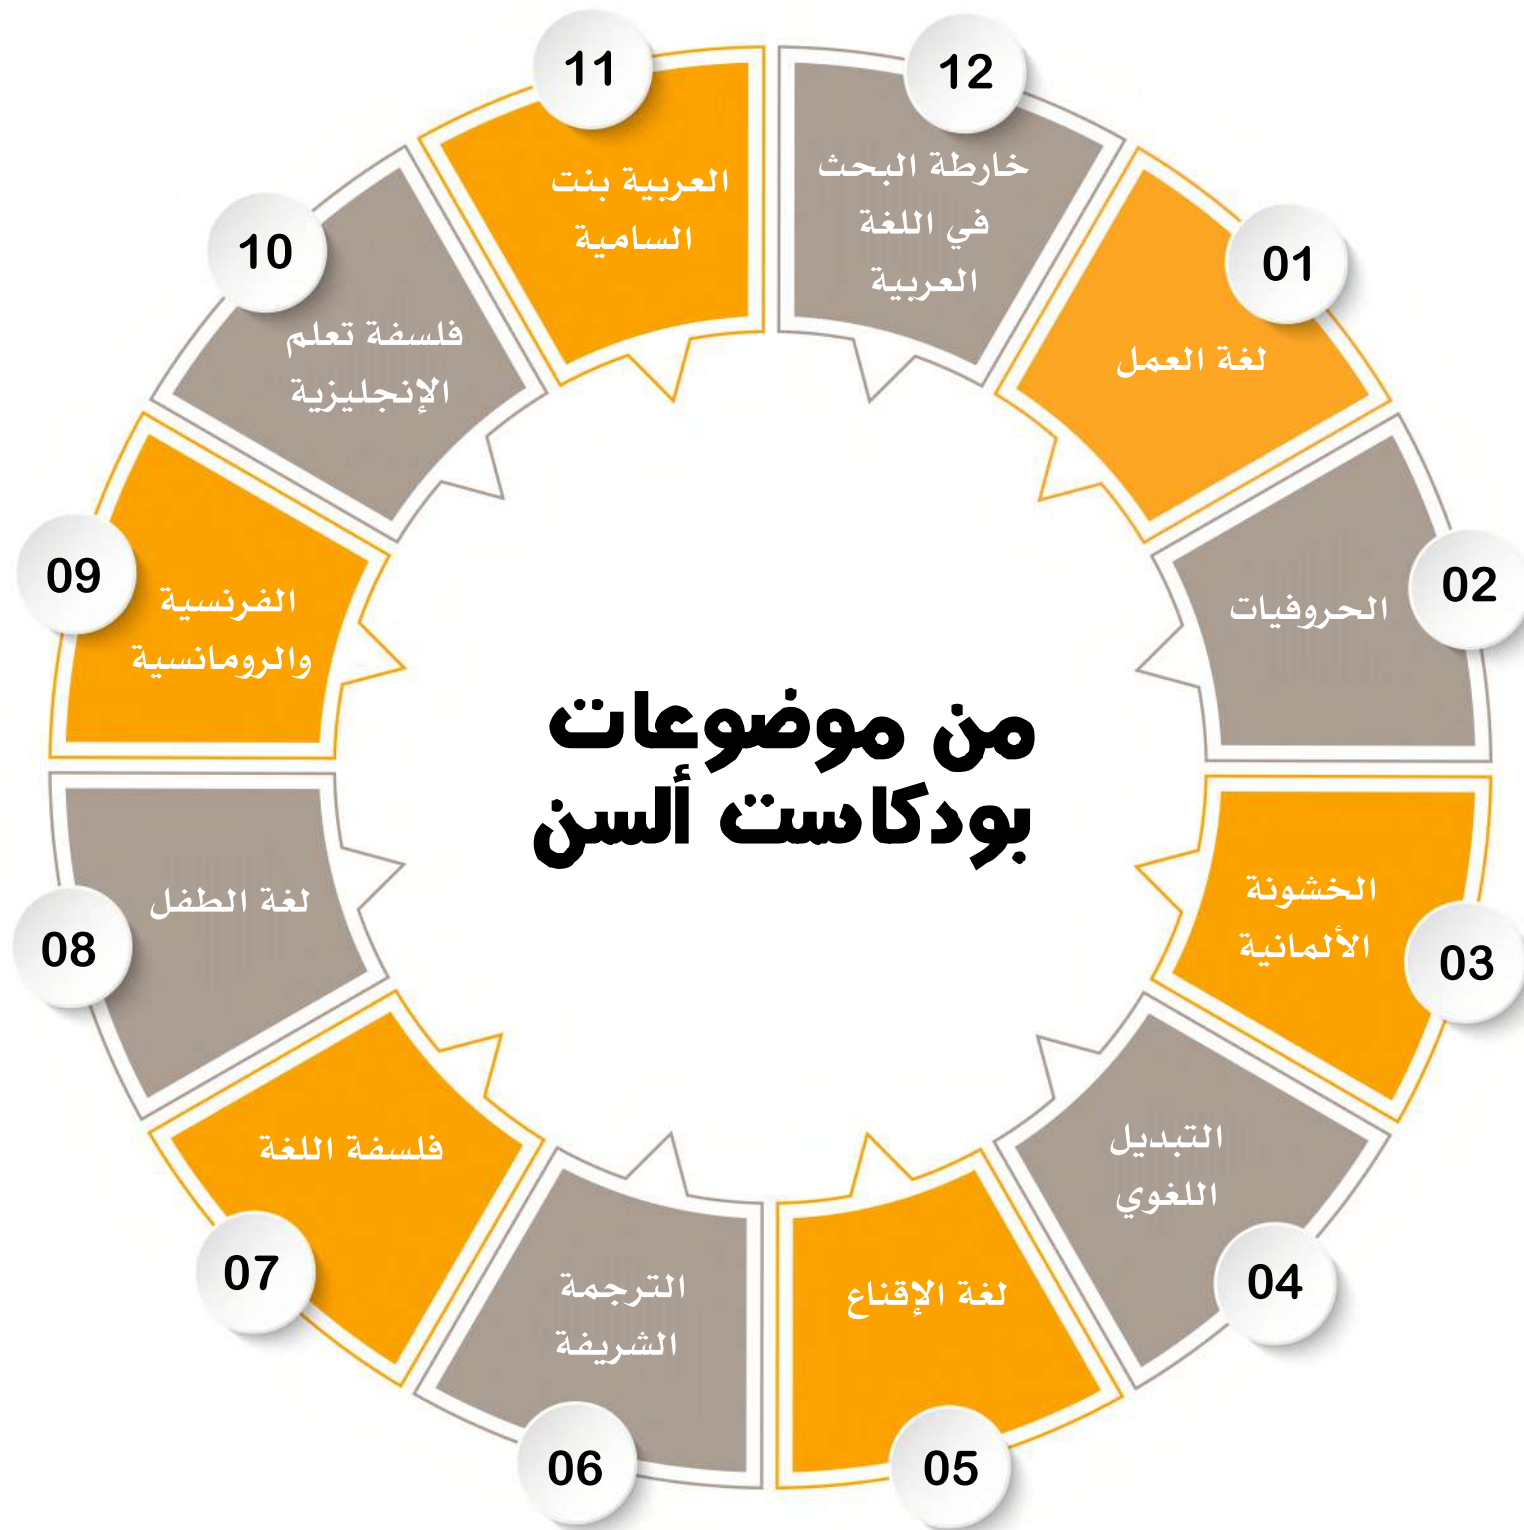 من موضوعات
بودكاست ألسن
01
لغة العمل
02
الحروفيات
03
الخشونة
الألمانية
04
التبديل
اللغوي
05
لغة الإقناع
06
الترجمة
الشريفة
07
فلسفة اللغة
08
لغة الطفل
09
الفرنسية
والرومانسية
10
فلسفة تعلم
الإنجليزية
11
العربية بنت
السامية
12
خارطة البحث
في اللغة
العربية